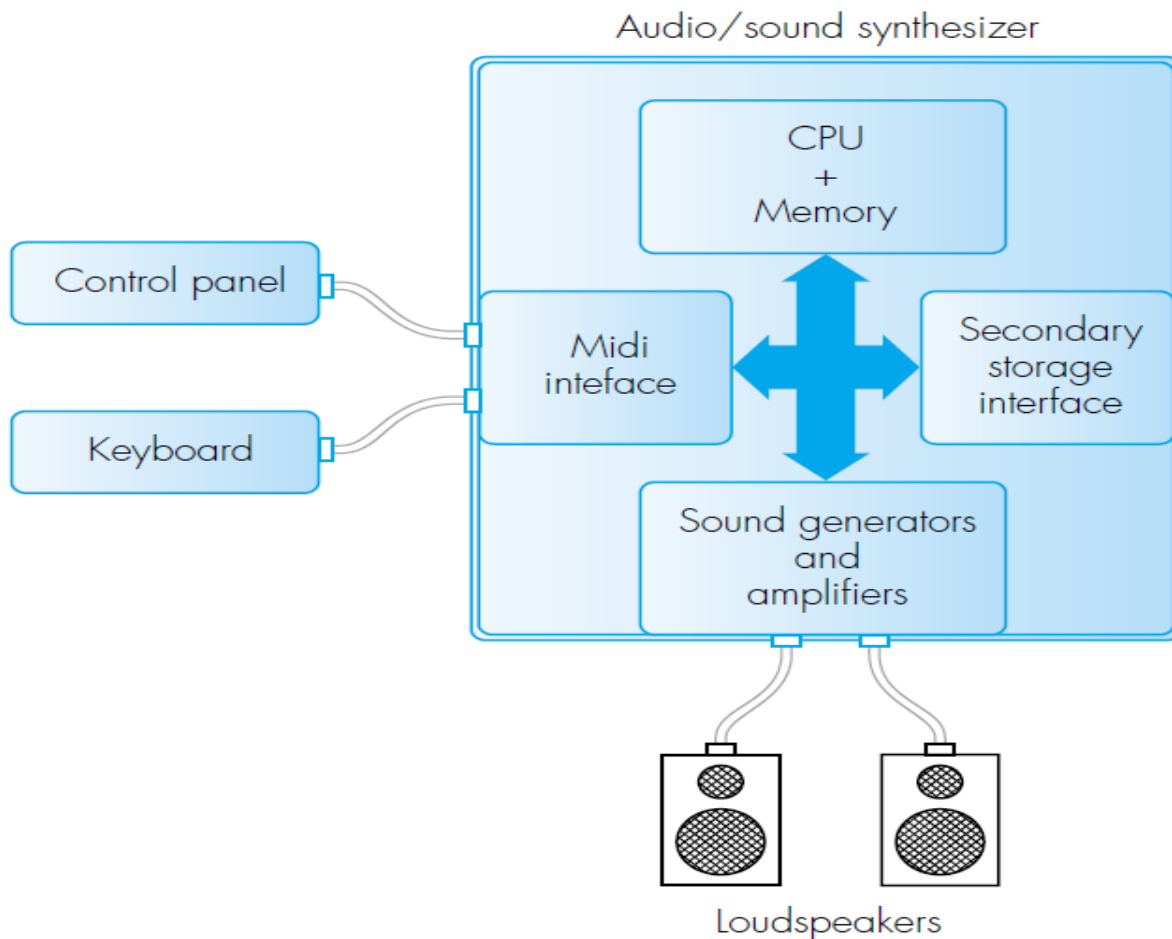 Audio/sound synthesizer
CPU
+
Memory
Control panel
Midi
inteface
Secondary
storage
interface
Keyboard
Sound generators
and
amplifiers
Loudspeakers